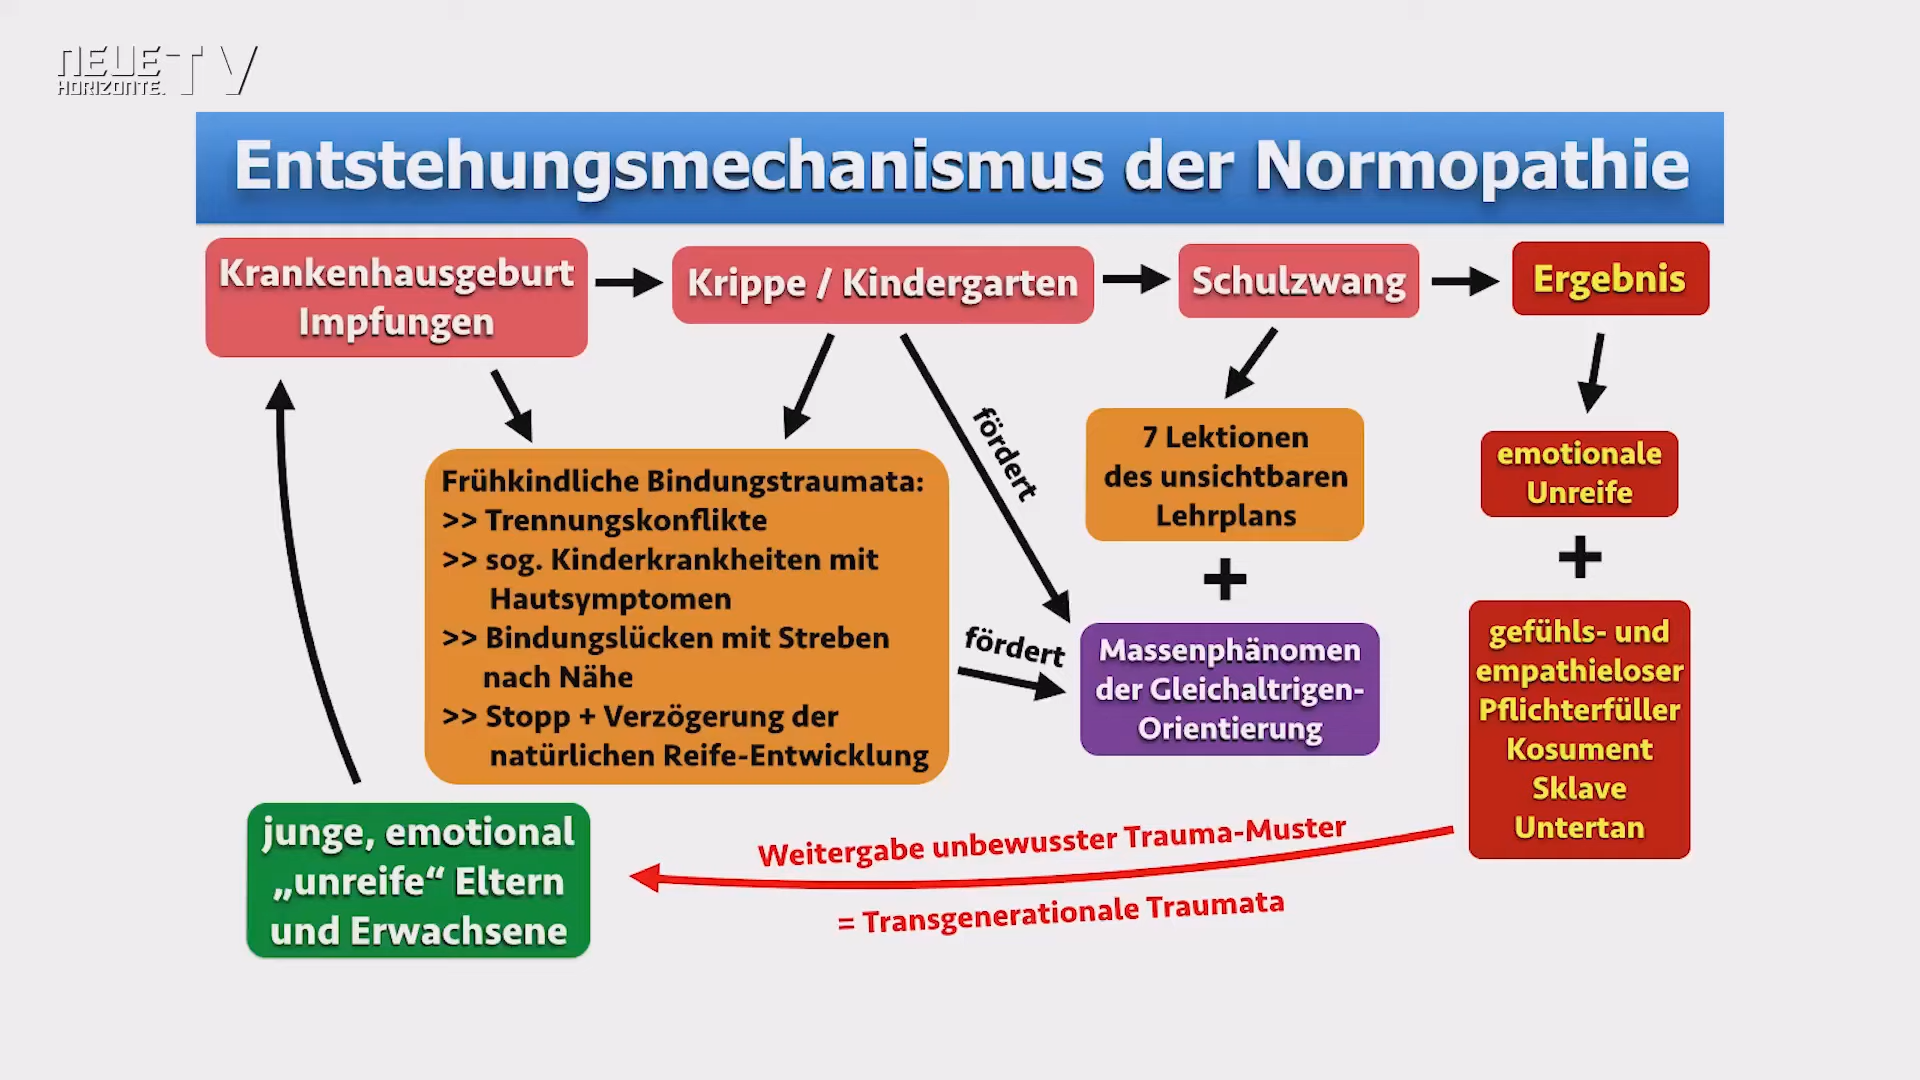 NEUE TV
HORIZONTE.
Entstehungsmechanismus der Normopathie
Krankenhausgeburt
Impfungen
Krippe / Kindergarten
Schulzwang
Ergebnis
Frühkindliche Bindungstraumata:
>> Trennungskonflikte
>> sog. Kinderkrankheiten mit
Hautsymptomen
>> Bindungslücken mit Streben
nach Nähe
>> Stopp + Verzögerung der
natürlichen Reife-Entwicklung
fördert
fördert
7 Lektionen
des unsichtbaren
Lehrplans
+
Massenphänomen
der Gleichaltrigen-
Orientierung
emotionale
Unreife
+
gefühls- und
empathieloser
Pflichterfüller
Kosument
Sklave
Untertan
Weitergabe unbewusster Trauma-Muster
= Transgenerationale Traumata
junge, emotional
„unreife“ Eltern
und Erwachsene